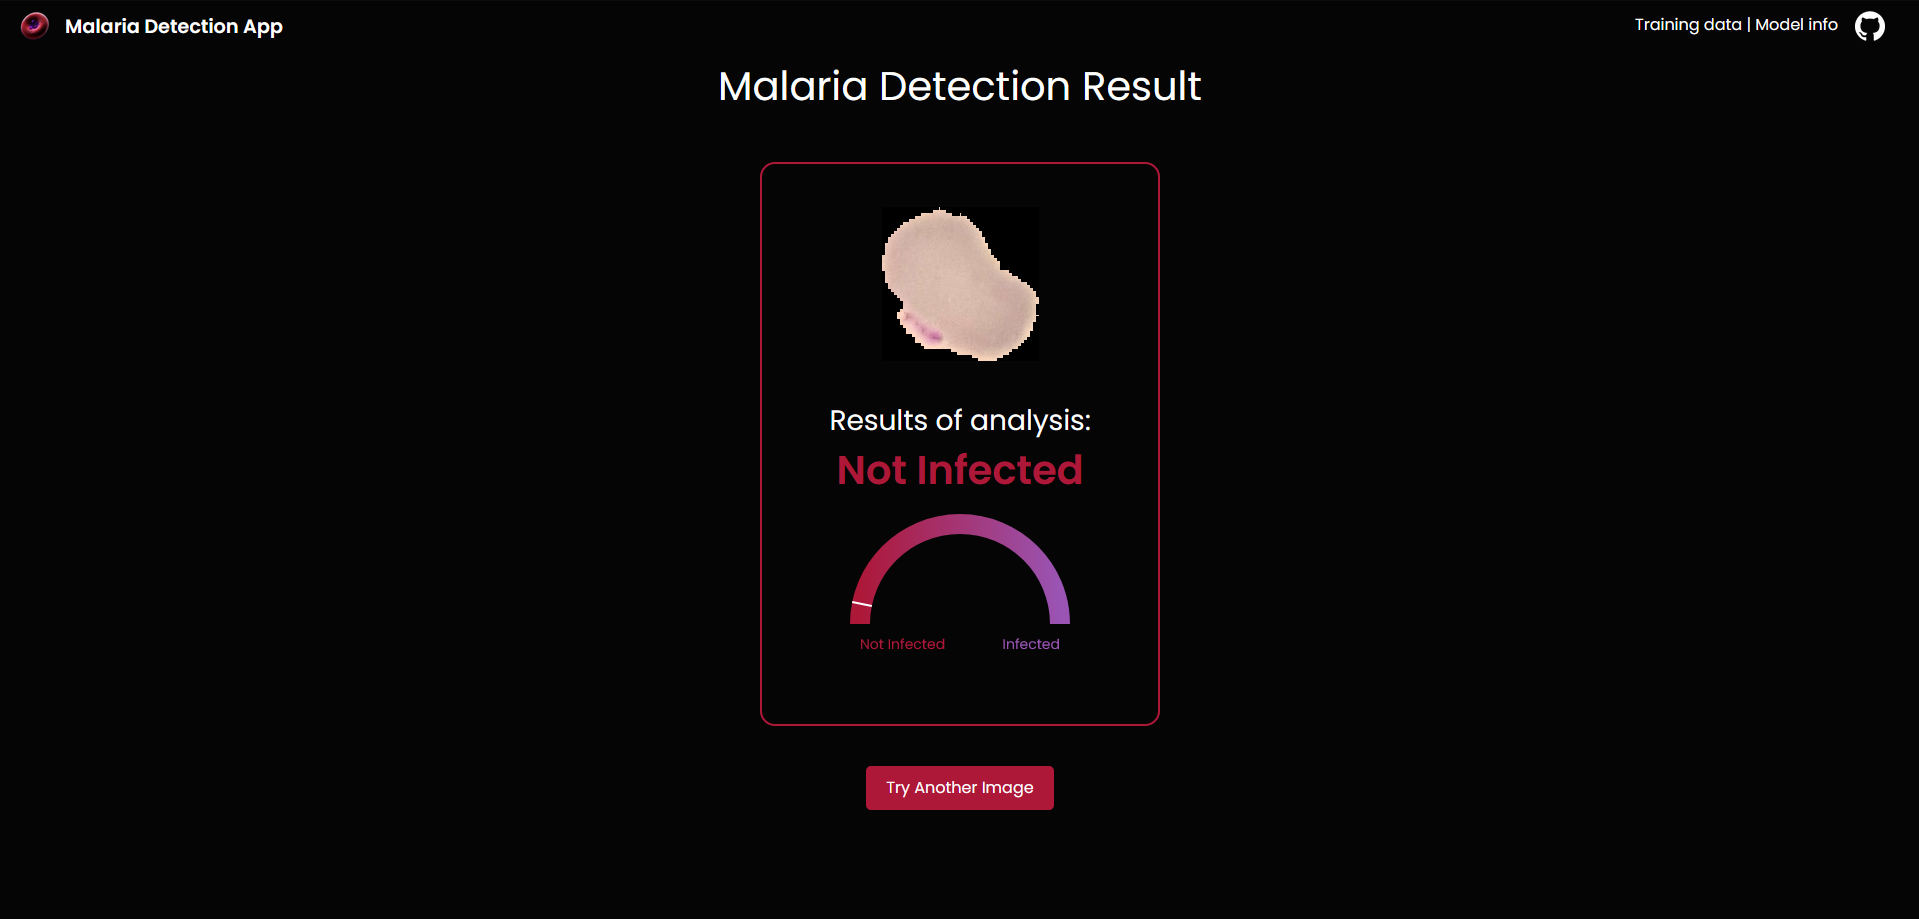 Malaria Detection App
Training data | Model info
Malaria Detection Result
Results of analysis:
Not Infected
Not Infected
Infected
Try Another Image